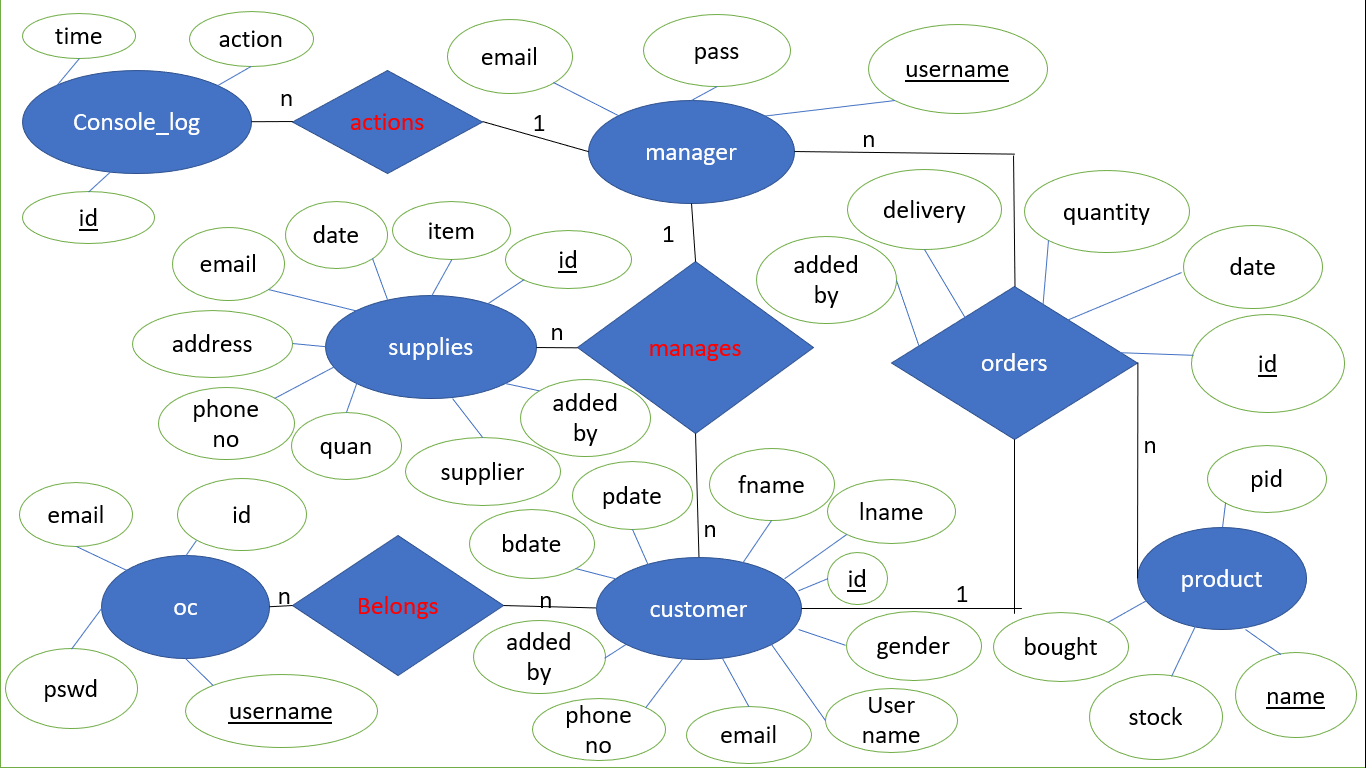 time
action
email
pass
username
n
Console_log
actions
1
manager
n
id
date
item
id
1
delivery
quantity
email
added
by
date
address
supplies
n
manages
orders
id
phone
no
quan
added
by
supplier
n
pid
email
id
pdate
fname
lname
bdate
n
id
product
oc
n
Belongs
n
customer
1
added
by
gender
bought
pswd
username
phone
no
email
User
name
stock
name